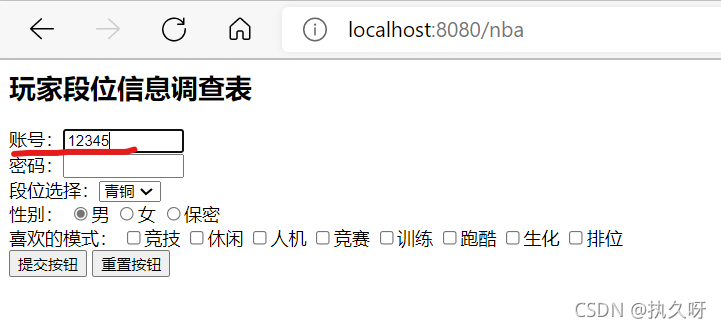 localhost:8080/nba
玩家段位信息调查表
账号：12345
密码：
段位选择：青铜
性别： 男 女 保密
喜欢的模式： 竞技 休闲 人机 竞赛 训练 跑酷 生化 排位
提交按钮 重置按钮
CSDN @执久呀